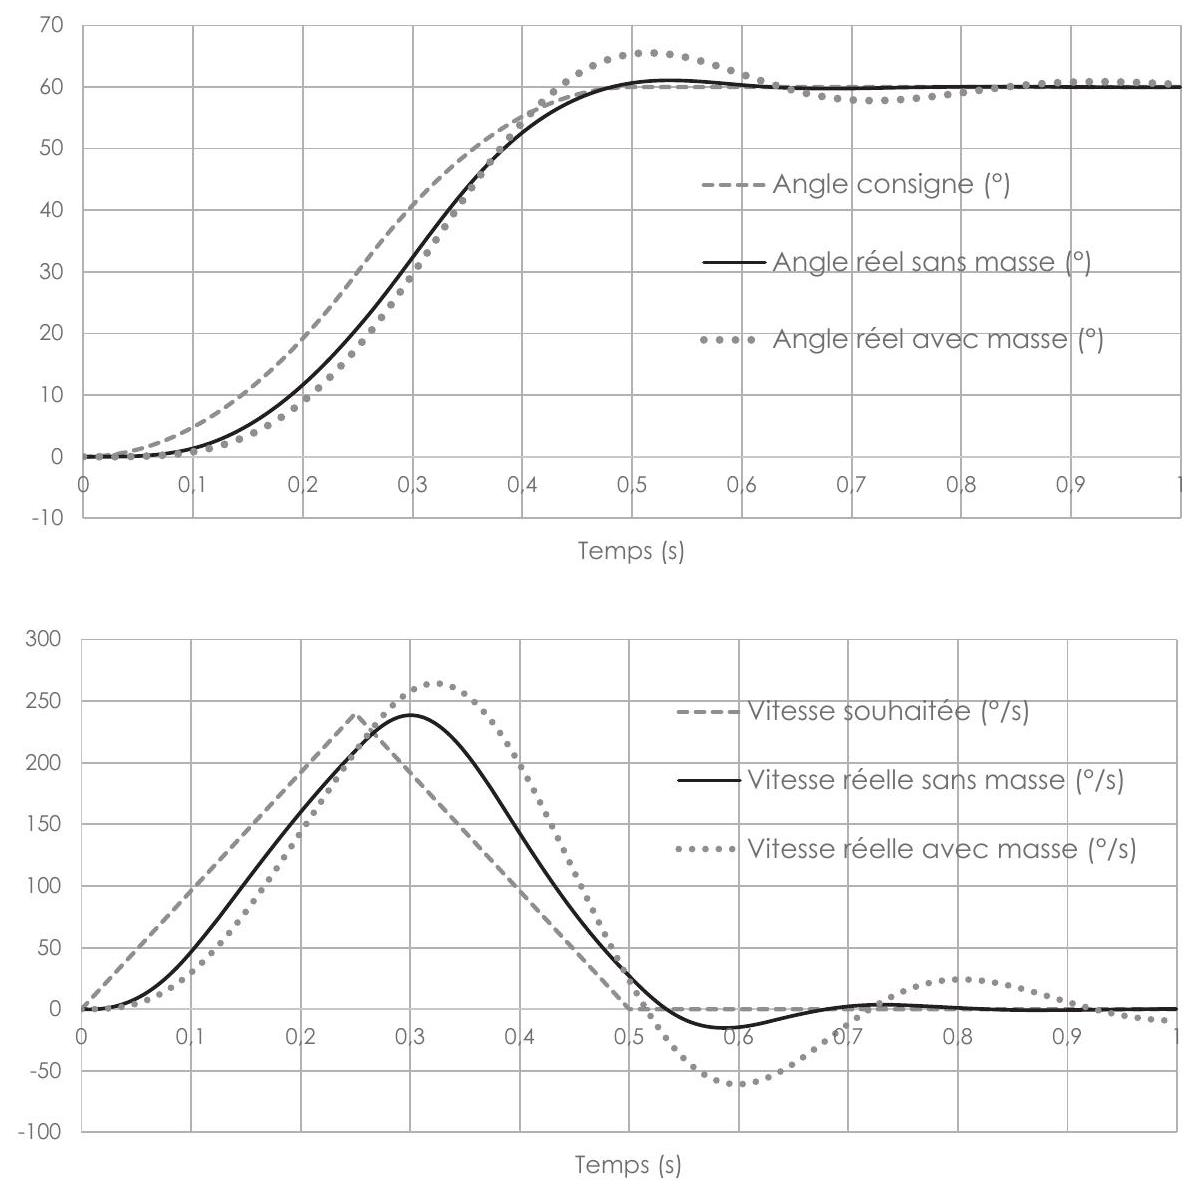 70
60
50
40
30
20
10
0
-10
0 0,1 0,2 0,3 0,4 0,5 0,6 0,7 0,8 0,9 1
Angle consigne (°)
Angle réel sans masse (°)
Angle réel avec masse (°)
Temps (s)
300
250
200
150
100
50
0
-50
-100
0 0,1 0,2 0,3 0,4 0,5 0,6 0,7 0,8 0,9 1
Vitesse souhaitée (°/s)
Vitesse réelle sans masse (°/s)
Vitesse réelle avec masse (°/s)
Temps (s)